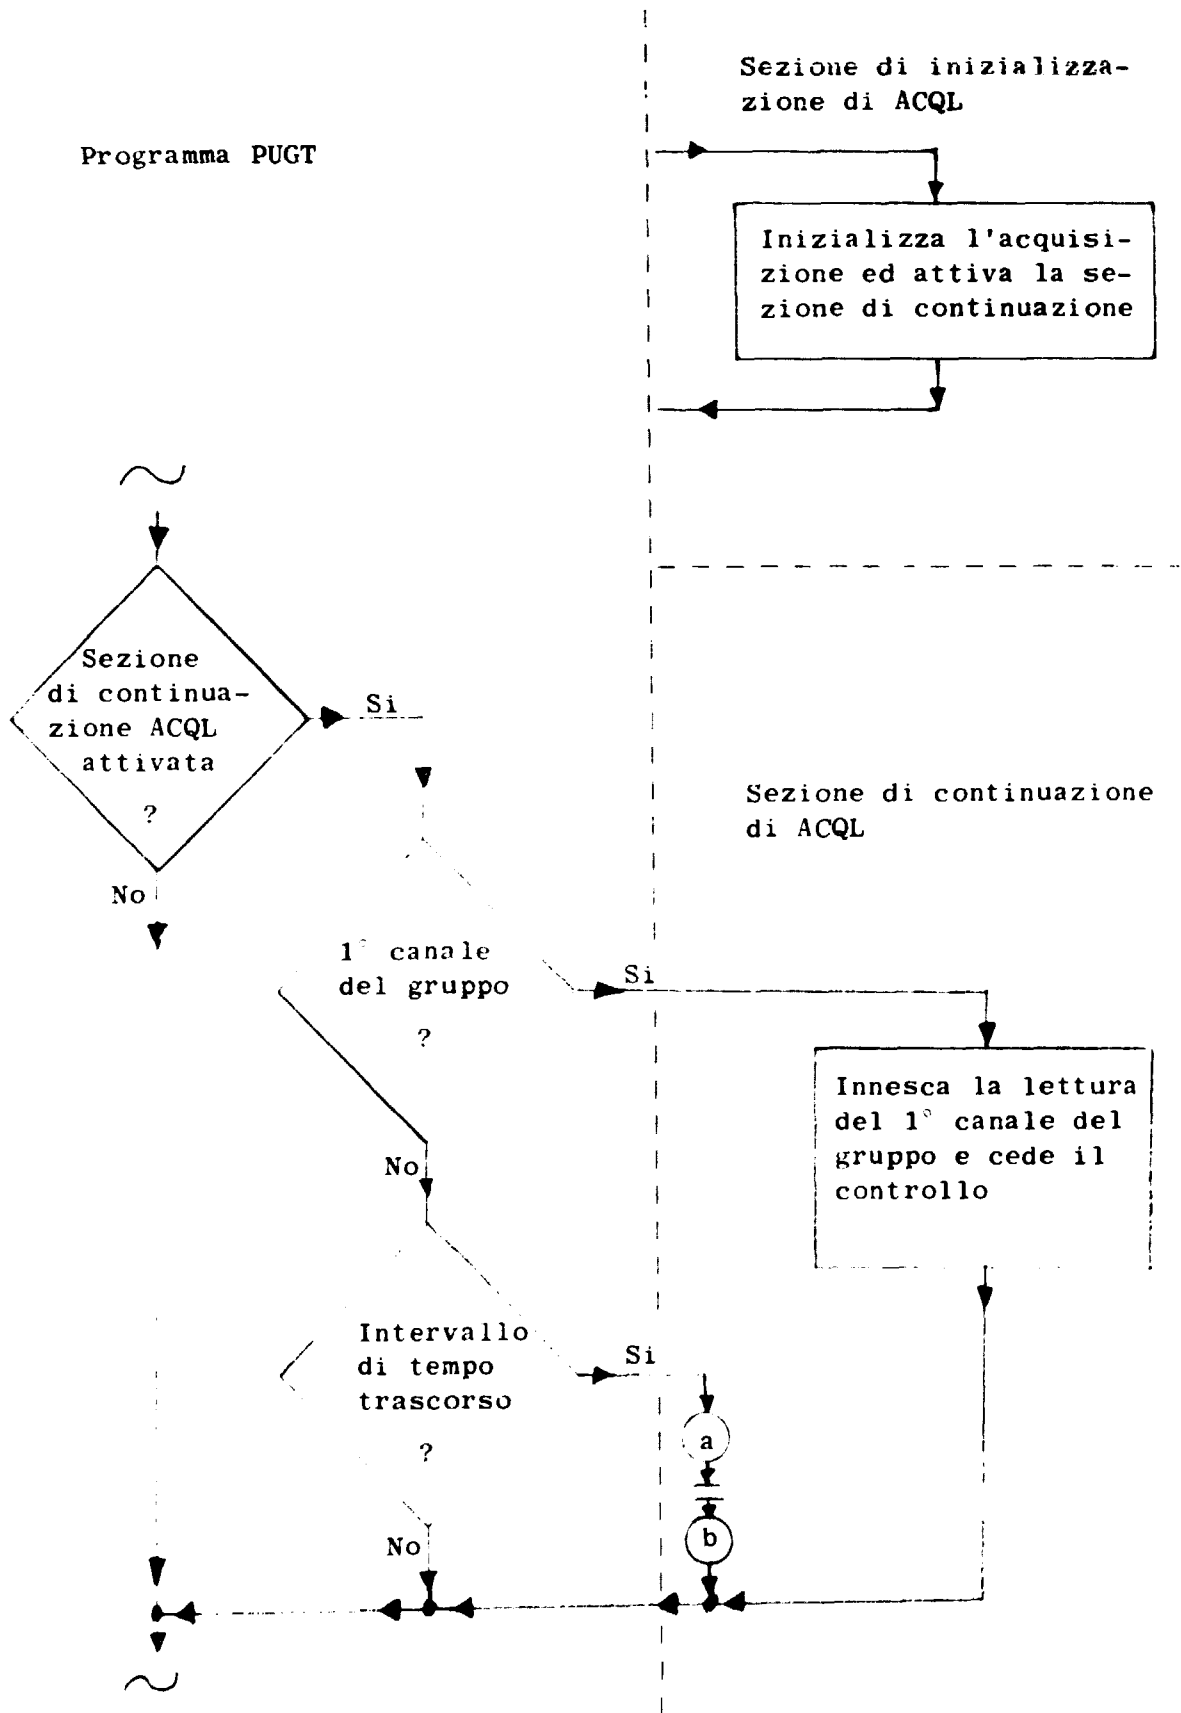 Sezione di inizializza-
zione di ACQL
Programma PUGT
Inizializza l'acquisi-
zione ed attiva la se-
zione di continuazione
Sezione
di continua-
zione ACQL
attivata
?
Si
No
Sezione di continuazione
di ACQL
1° canale
del gruppo
?
Si
No
Innesca la lettura
del 1° canale del
gruppo e cede il
controllo
Intervallo
di tempo
trascorso
?
Si
No
a
b